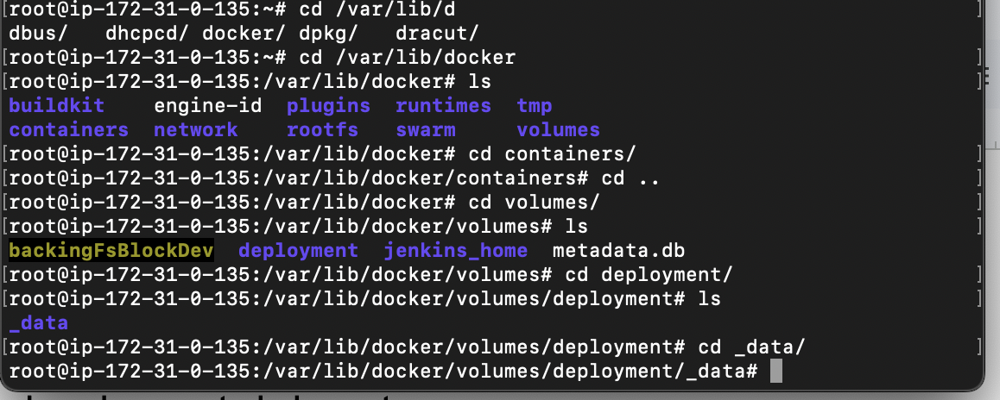 [root@ip-172-31-0-135:~# cd /var/lib/d ]
dbus/   dhcpcd/ docker/ dpkg/   dracut/
[root@ip-172-31-0-135:~# cd /var/lib/docker ]
[root@ip-172-31-0-135:/var/lib/docker# ls ]
buildkit    engine-id  plugins  runtimes  tmp
containers  network    rootfs   swarm     volumes
[root@ip-172-31-0-135:/var/lib/docker# cd containers/ ]
[root@ip-172-31-0-135:/var/lib/docker/containers# cd .. ]
[root@ip-172-31-0-135:/var/lib/docker# cd volumes/ ]
[root@ip-172-31-0-135:/var/lib/docker/volumes# ls ]
backingFsBlockDev  deployment  jenkins_home  metadata.db
[root@ip-172-31-0-135:/var/lib/docker/volumes# cd deployment/ ]
[root@ip-172-31-0-135:/var/lib/docker/volumes/deployment# ls ]
_data
[root@ip-172-31-0-135:/var/lib/docker/volumes/deployment# cd _data/ ]
root@ip-172-31-0-135:/var/lib/docker/volumes/deployment/_data#